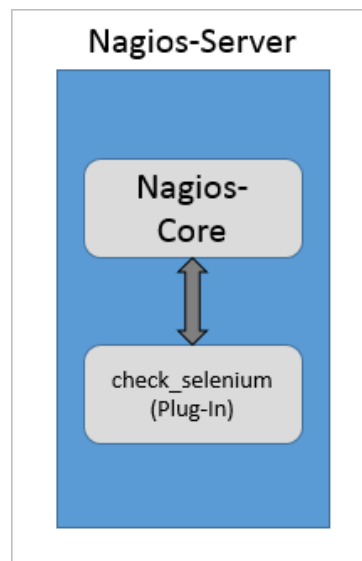 Nagios-Server
Nagios-
Core
check_selenium
(Plug-In)